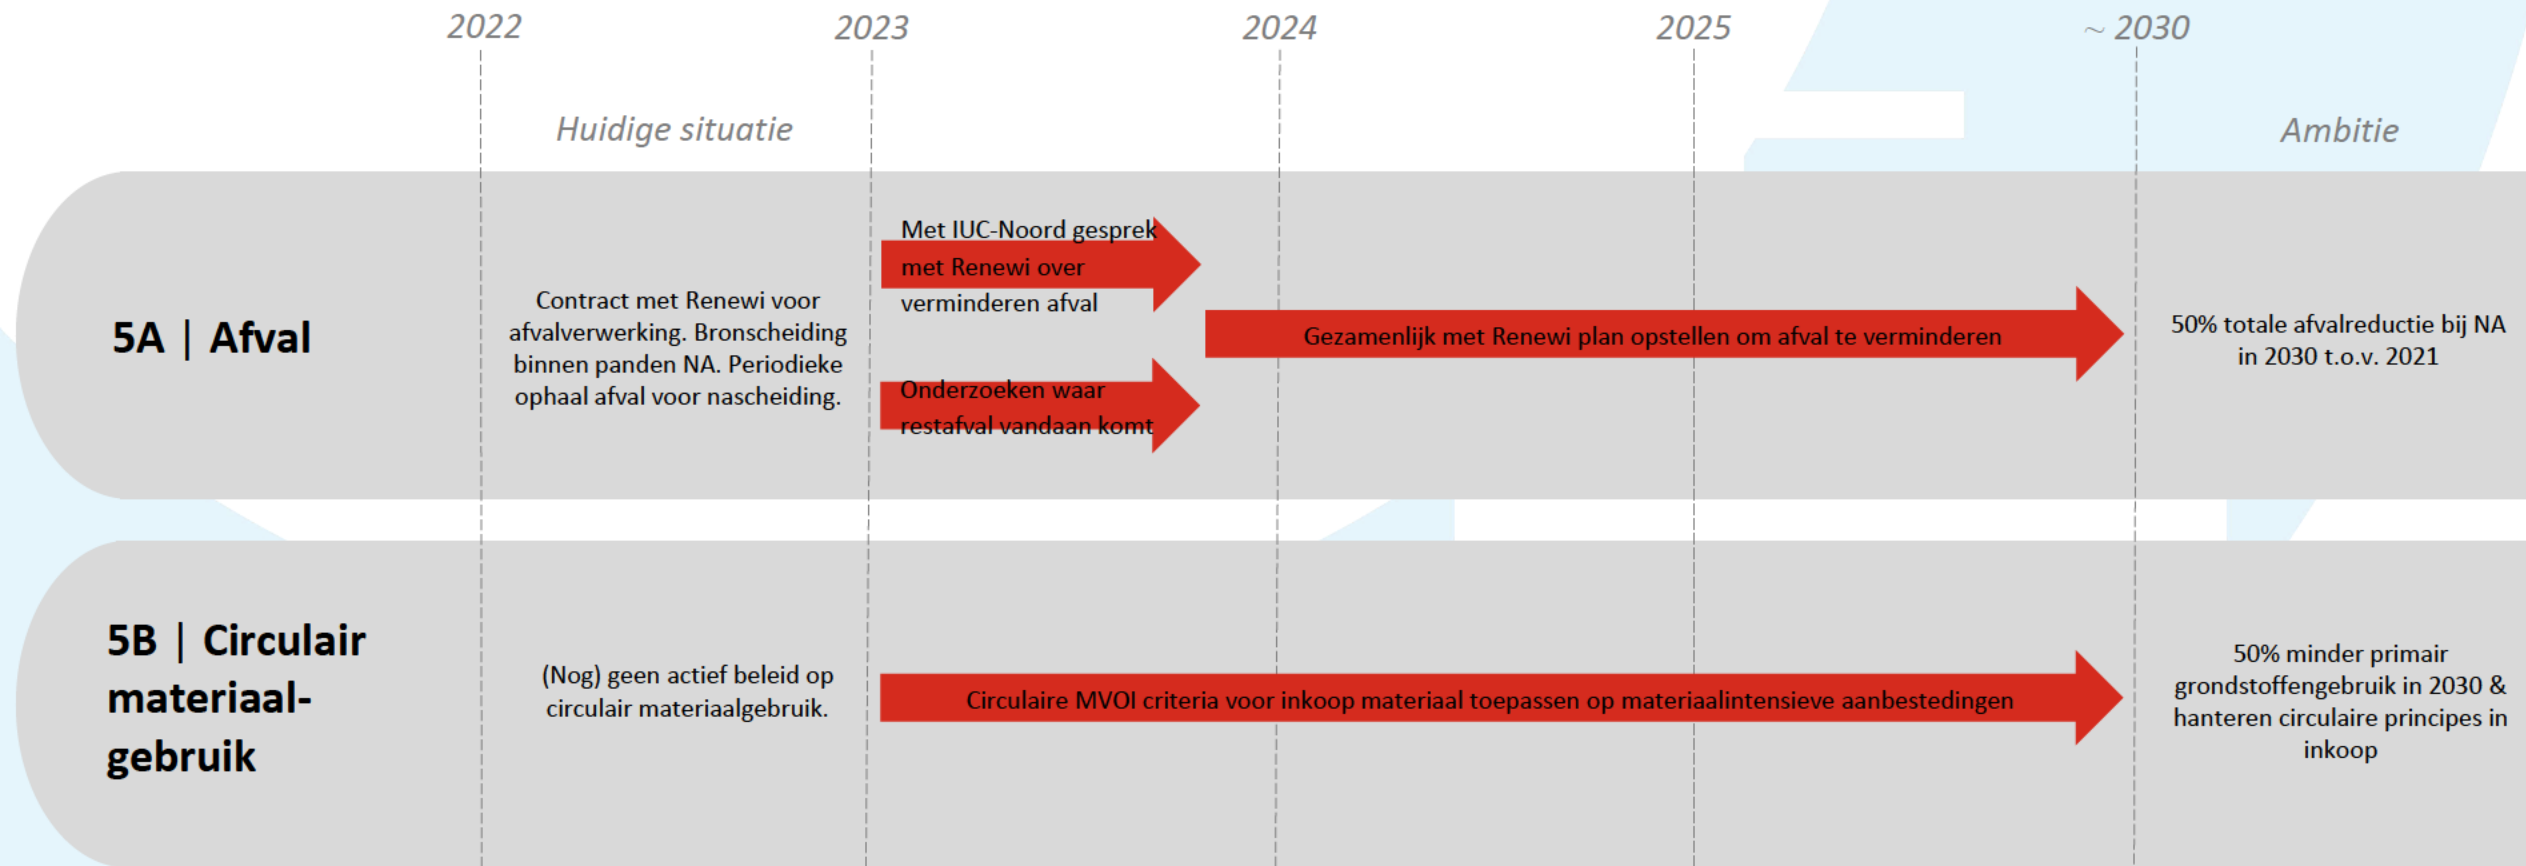 2022
2023
2024
2025
~ 2030
Huidige situatie
Ambitie
5A | Afval
Contract met Renewi voor
afvalverwerking. Bronscheiding
binnen panden NA. Periodieke
ophaal afval voor nascheiding.
Met IUC-Noord gesprek
met Renewi over
verminderen afval
Onderzoeken waar
restafval vandaan komt
Gezamenlijk met Renewi plan opstellen om afval te verminderen
50% totale afvalreductie bij NA
in 2030 t.o.v. 2021
5B | Circulair
materiaal-
gebruik
(Nog) geen actief beleid op
circulair materiaalgebruik.
Circulaire MVOI criteria voor inkoop materiaal toepassen op materiaalintensieve aanbestedingen
50% minder primair
grondstoffengebruik in 2030 &
hanteren circulaire principes in
inkoop